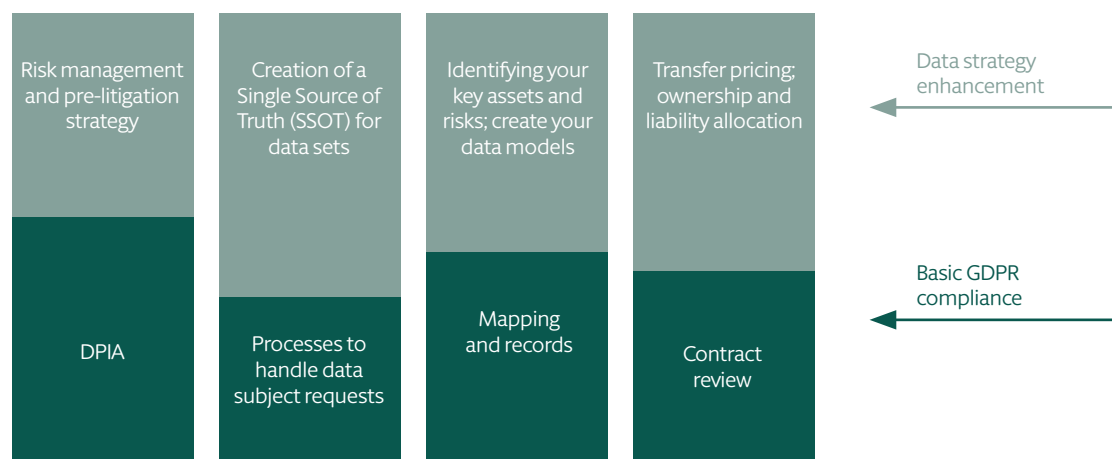 Risk management
and pre-litigation
strategy
Creation of a
Single Source of
Truth (SSOT) for
data sets
Identifying your
key assets and
risks; create your
data models
Transfer pricing;
ownership and
liability allocation
Data strategy
enhancement
DPIA
Processes to
handle data
subject requests
Mapping
and records
Contract
review
Basic GDPR
compliance